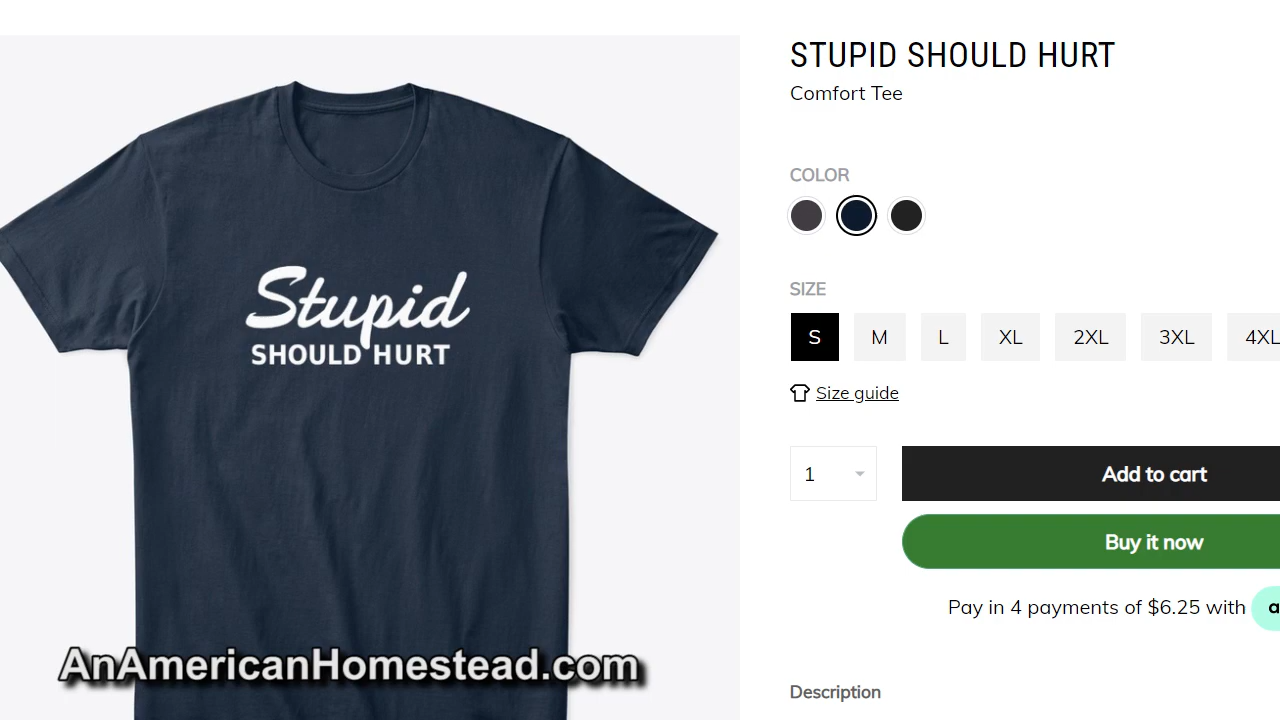 Stupid
SHOULD HURT
AnAmericanHomestead.com
STUPID SHOULD HURT
Comfort Tee
COLOR
SIZE
S M L XL 2XL 3XL 4XL
Size guide
1 Add to cart
Buy it now
Pay in 4 payments of $6.25 with
Description